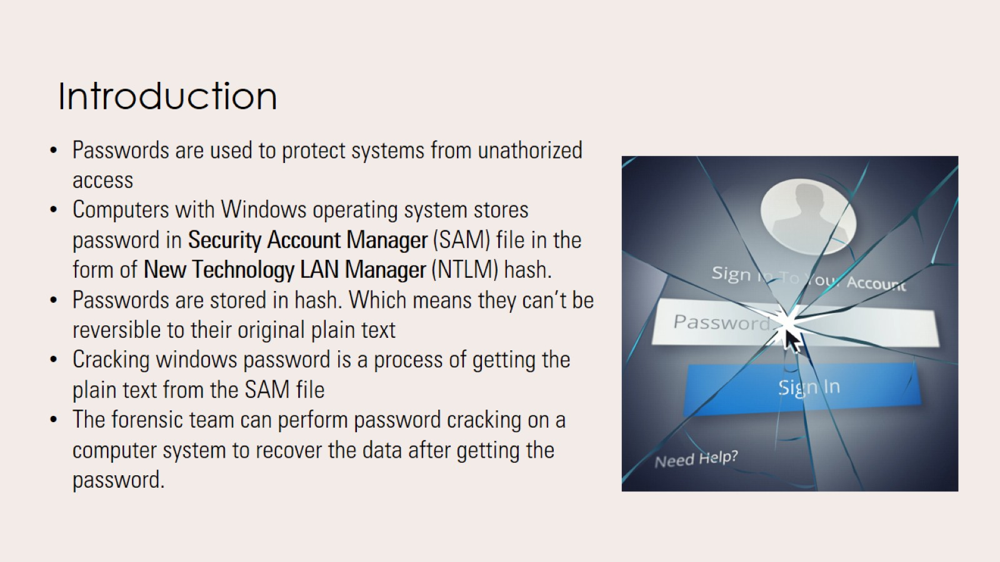 Introduction
• Passwords are used to protect systems from unathorized
access
• Computers with Windows operating system stores
password in Security Account Manager (SAM) file in the
form of New Technology LAN Manager (NTLM) hash.
• Passwords are stored in hash. Which means they can’t be
reversible to their original plain text
• Cracking windows password is a process of getting the
plain text from the SAM file
• The forensic team can perform password cracking on a
computer system to recover the data after getting the
password.
Sign In To Your Account
Password
Sign In
Need Help?